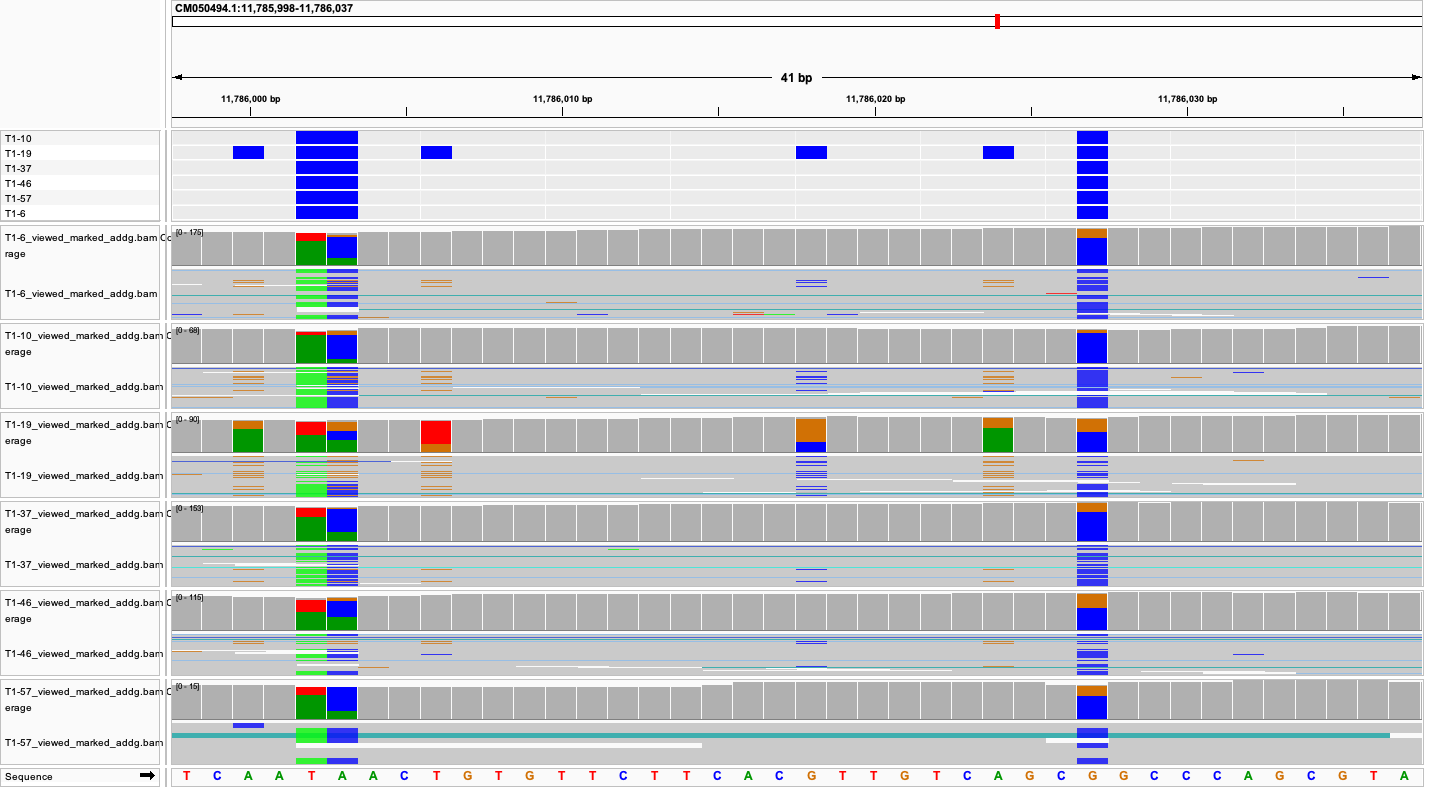 CM050494.1:11,785,998-11,786,037
41 bp
11,786,000 bp 11,786,010 bp 11,786,020 bp 11,786,030 bp
T1-10
T1-19
T1-37
T1-46
T1-57
T1-6
T1-6_viewed_marked_addg.bam Co
rage
[0 - 175]
T1-6_viewed_marked_addg.bam
T1-10_viewed_marked_addg.bam C
erage
[0 - 68]
T1-10_viewed_marked_addg.bam
T1-19_viewed_marked_addg.bam C
erage
[0 - 90]
T1-19_viewed_marked_addg.bam
T1-37_viewed_marked_addg.bam C
erage
[0 - 153]
T1-37_viewed_marked_addg.bam
T1-46_viewed_marked_addg.bam C
erage
[0 - 115]
T1-46_viewed_marked_addg.bam
T1-57_viewed_marked_addg.bam C
erage
[0 - 15]
T1-57_viewed_marked_addg.bam
Sequence T C A A T A A C T G T G T T C T T C A C G T T G T C A G C G G C C C A G C G T A